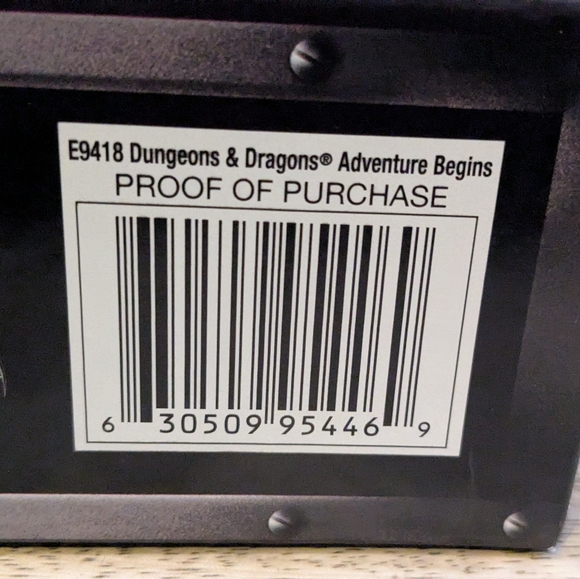 E9418 Dungeons & Dragons® Adventure Begins
PROOF OF PURCHASE
6 30509 95446 9